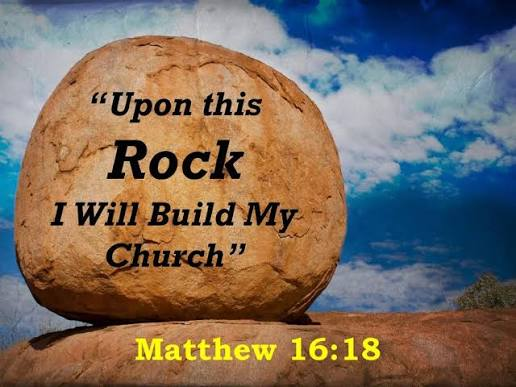 “Upon this
Rock
I Will Build My
Church”
Matthew 16:18